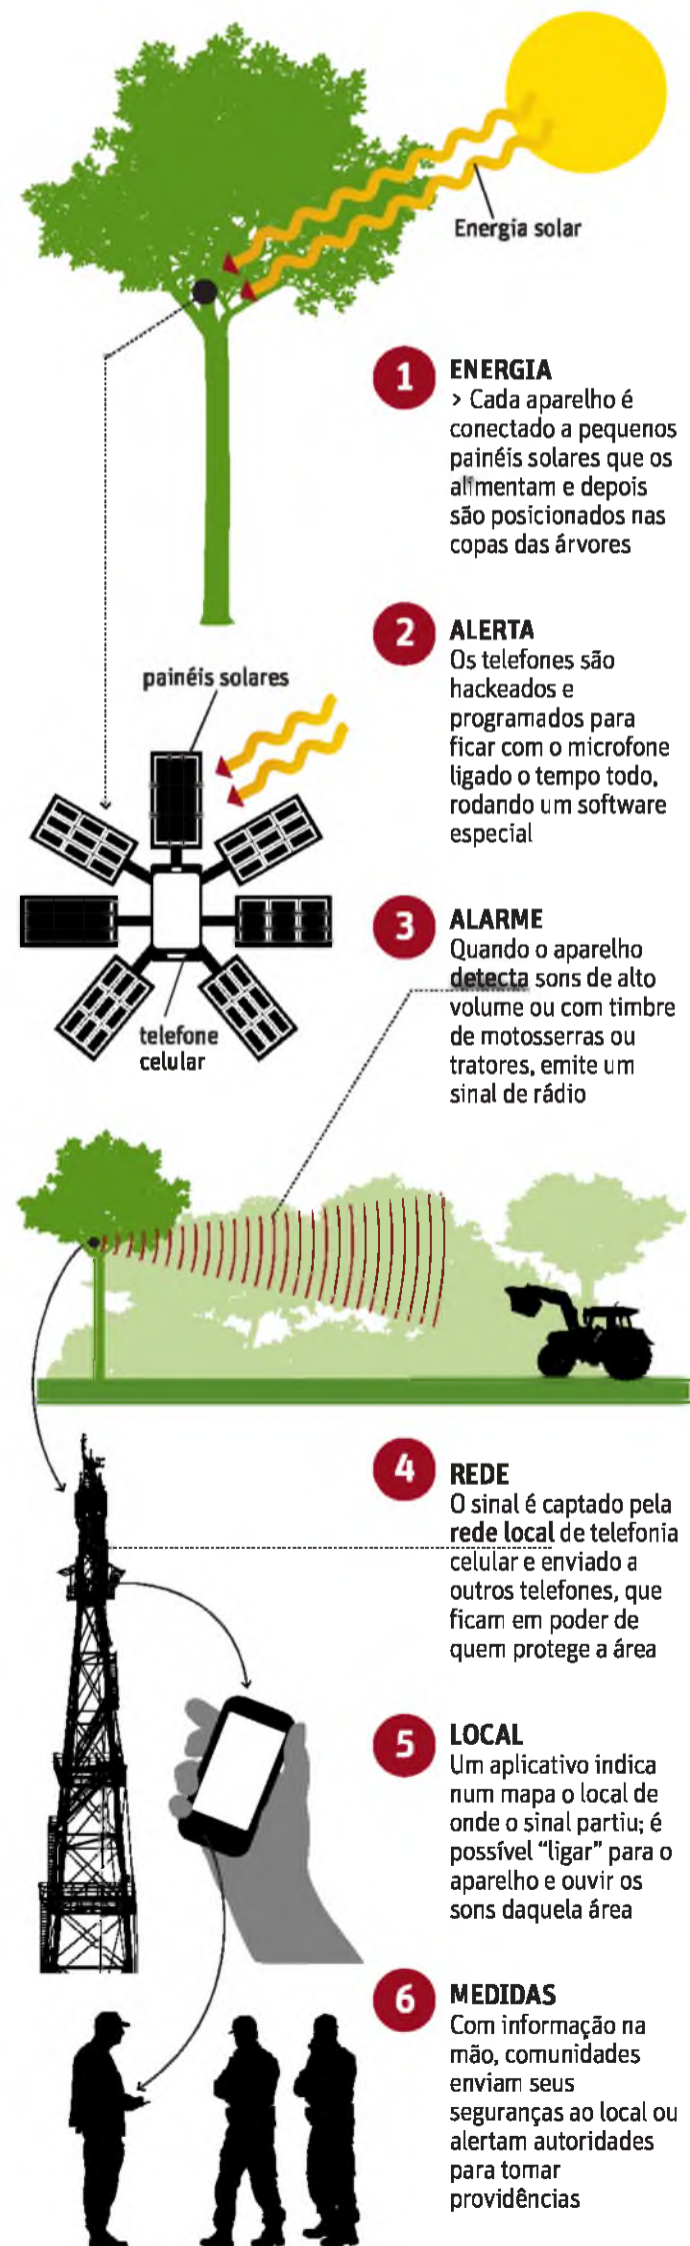 Energia solar
1
ENERGIA
> Cada aparelho é
conectado a pequenos
painéis solares que os
alimentam e depois
são posicionados nas
copas das árvores
2
ALERTA
Os telefones são
hackeados e
programados para
ficar com o microfone
ligado o tempo todo,
rodando um software
especial
painéis solares
telefone
celular
3
ALARME
Quando o aparelho
detecta sons de alto
volume ou com timbre
de motosserras ou
tratores, emite um
sinal de rádio
4
REDE
O sinal é captado pela
rede local de telefonia
celular e enviado a
outros telefones, que
ficam em poder de
quem protege a área
5
LOCAL
Um aplicativo indica
num mapa o local de
onde o sinal partiu; é
possível “ligar” para o
aparelho e ouvir os
sons daquela área
6
MEDIDAS
Com informação na
mão, comunidades
enviam seus
seguranças ao local ou
alertam autoridades
para tomar
providências